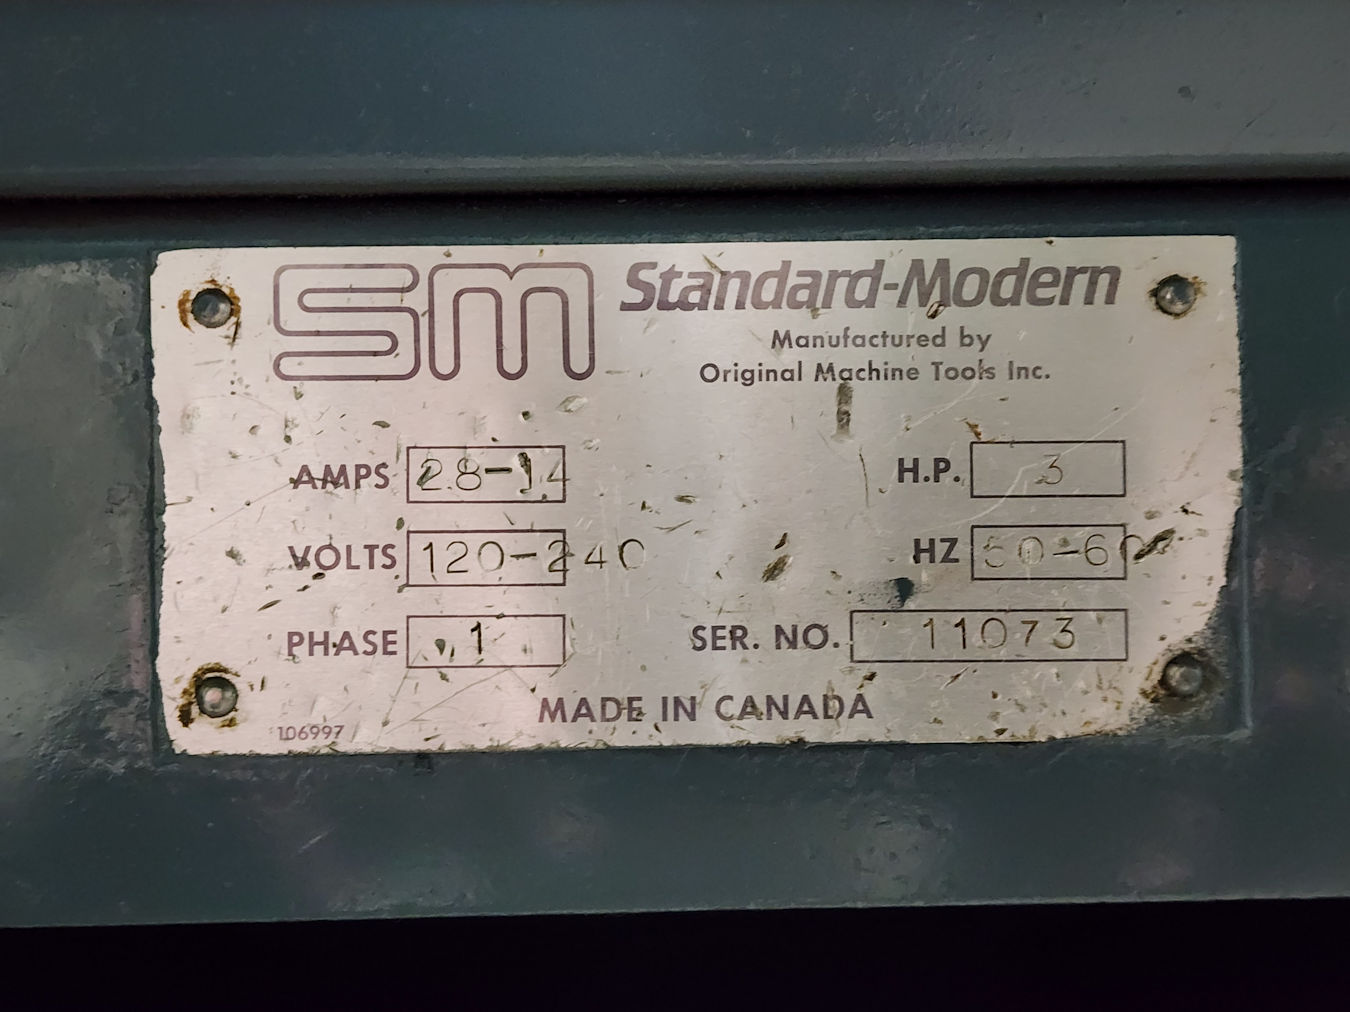 SM Standard-Modern
Manufactured by
Original Machine Tools Inc.
AMPS 28-14 H.P. 3
VOLTS 120-240 HZ 50-60
PHASE 1 SER. NO. 11073
MADE IN CANADA
106997